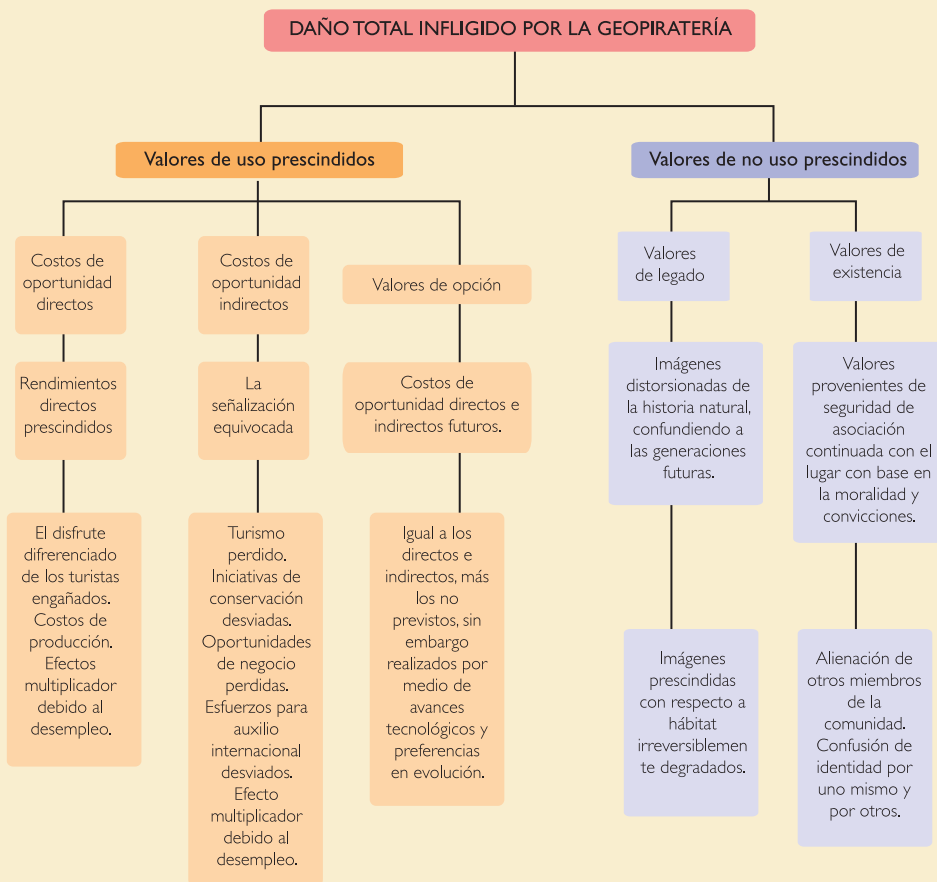 DAÑO TOTAL INFLIGIDO POR LA GEOPIRATERÍA
Valores de uso prescindidos
Valores de no uso prescindidos
Costos de
oportunidad
directos
Costos de
oportunidad
indirectos
Valores de opción
Valores
de legado
Valores de
existencia
Rendimientos
directos
prescindidos
La
señalización
equivocada
Costos de
oportunidad directos e
indirectos futuros.
Imágenes
distorsionadas de
la historia natural,
confundiendo a
las generaciones
futuras.
Valores
provenientes de
seguridad de
asociación
continuada con el
lugar con base en
la moralidad y
convicciones.
El disfrute
difrerenciado
de los turistas
engañados.
Costos de
producción.
Efectos
multiplicador
debido al
desempleo.
Turismo
perdido.
Iniciativas de
conservación
desviadas.
Oportunidades
de negocio
perdidas.
Esfuerzos para
auxilio
internacional
desviados.
Efecto
multiplicador
debido al
desempleo.
Igual a los
directos e
indirectos, más
los no
previstos, sin
embargo
realizados por
medio de
avances
tecnológicos y
preferencias
en evolución.
Imágenes
prescindidas
con respecto a
hábitat
irreversiblemen
te degradados.
Alienación de
otros miembros
de la
comunidad.
Confusión de
identidad por
uno mismo y
por otros.